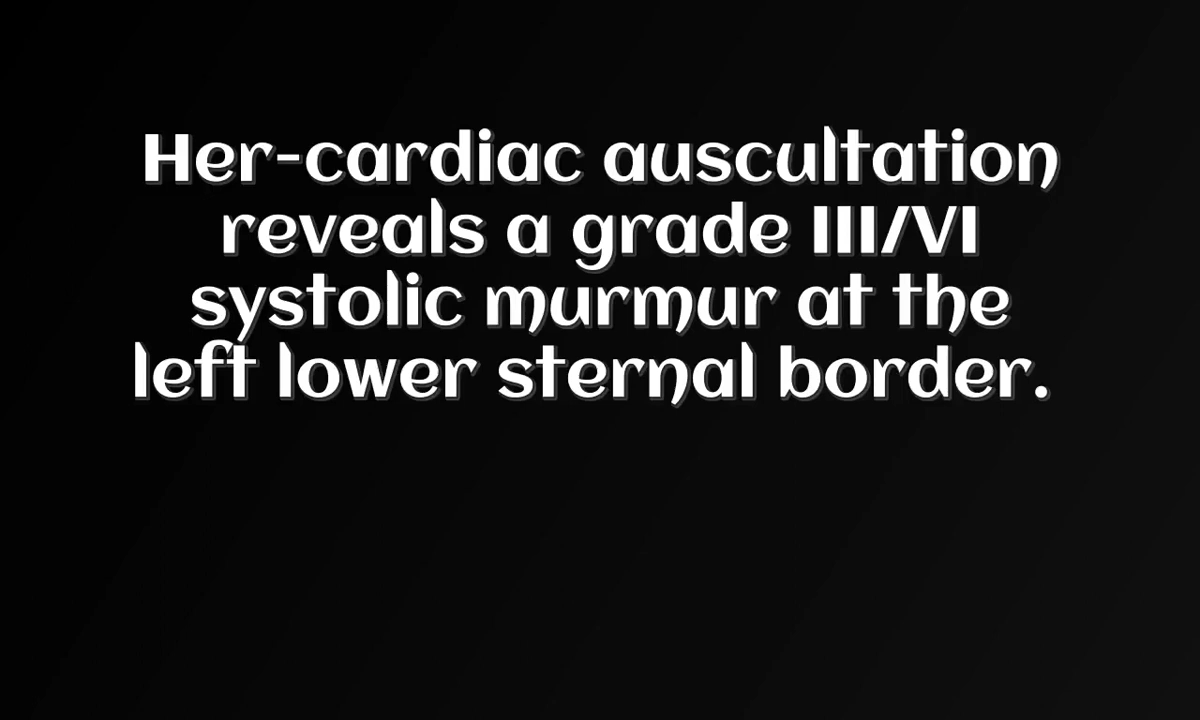 Her-cardiac auscultation
reveals a grade III/VI
systolic murmur at the
left lower sternal border.